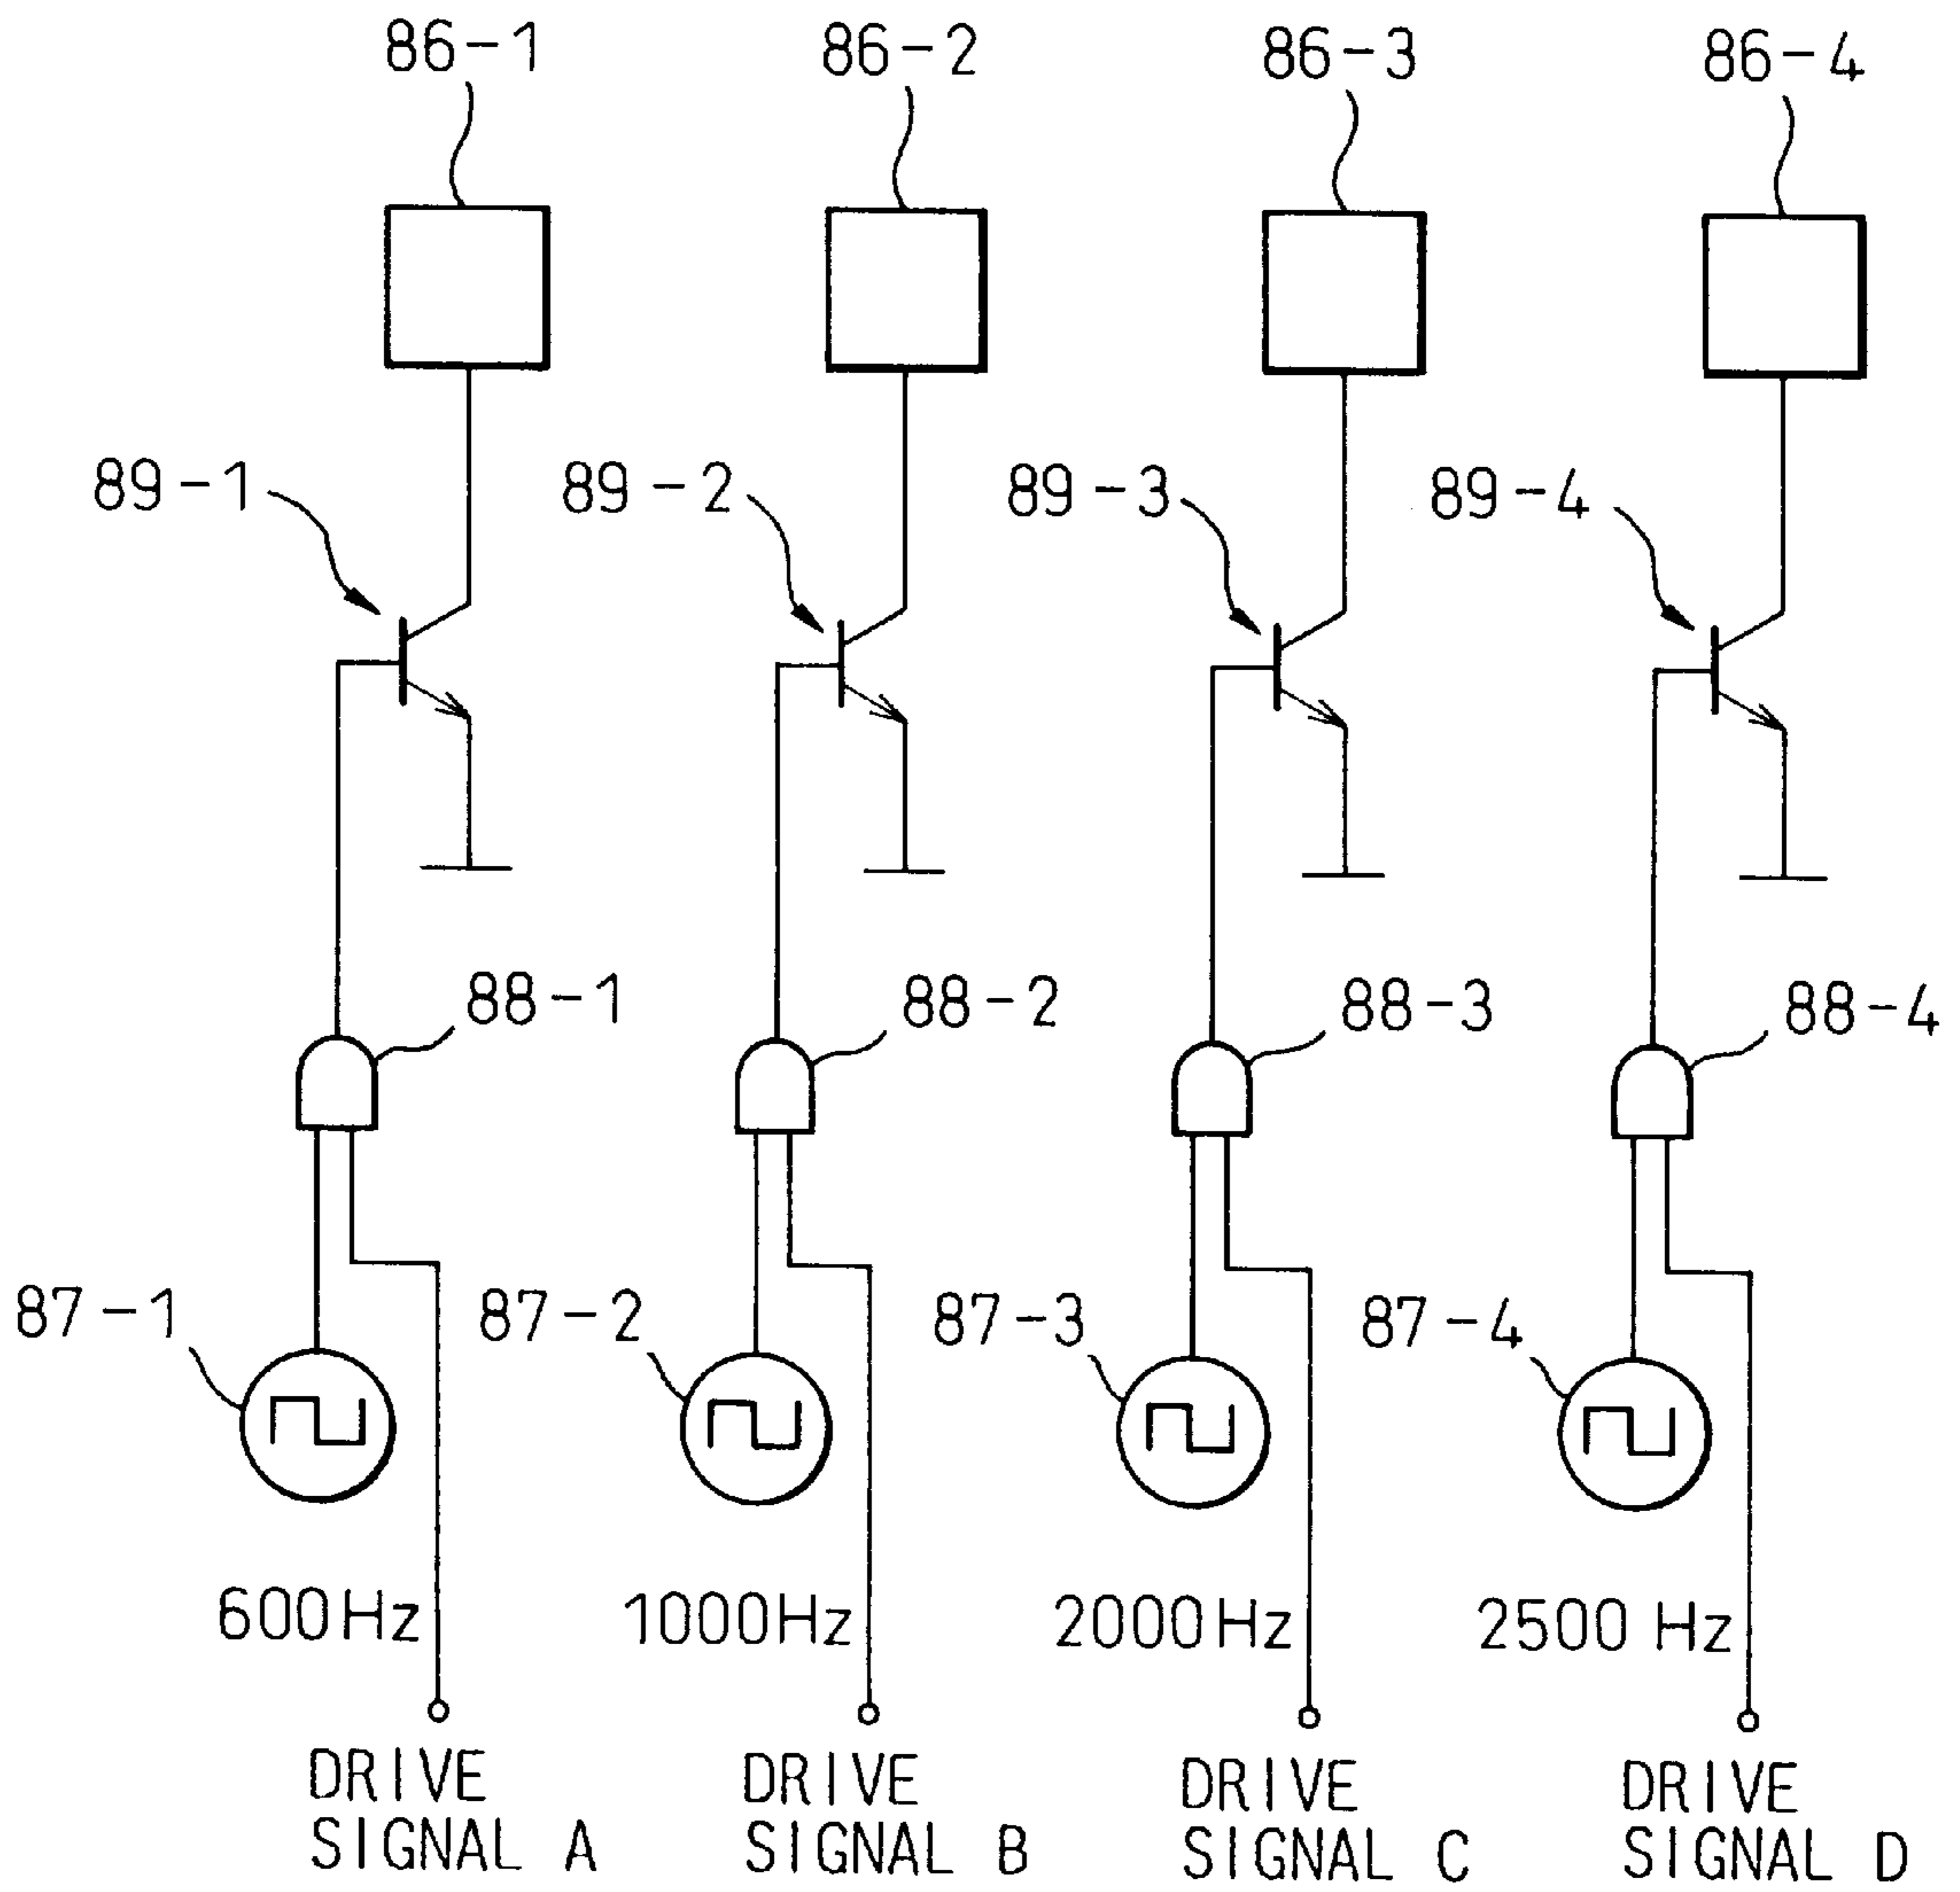 86-1
86-2
86-3
86-4
89-1
89-2
89-3
89-4
88-1
88-2
88-3
88-4
87-1
87-2
87-3
87-4
600Hz
1000Hz
2000Hz
2500 Hz
DRIVE
SIGNAL A
DRIVE
SIGNAL B
DRIVE
SIGNAL C
DRIVE
SIGNAL D